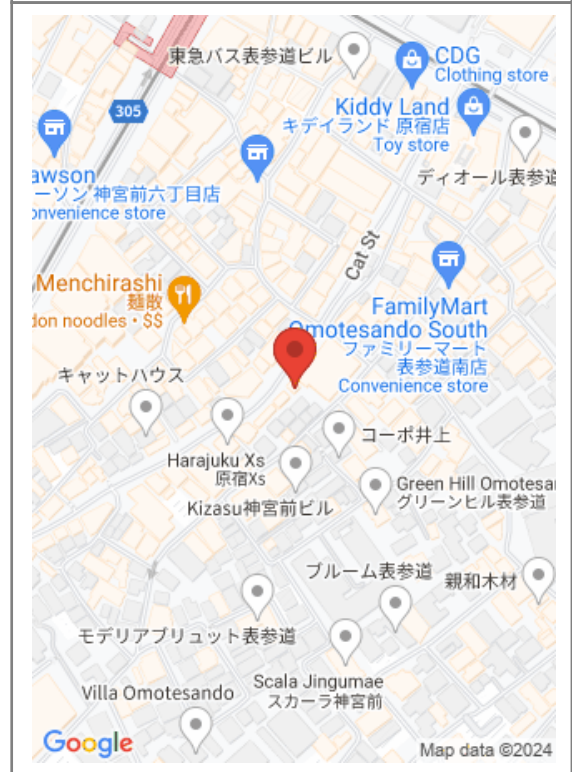 東急バス表参道ビル
CDG
Clothing store
305
Kiddy Land
キデイランド 原宿店
Toy store
awson
ーソン 神宮前六丁目店
onvenience store
ディオール表参道
Cat St
Menchirashi
麺散
don noodles・$$
FamilyMart
Omotesando South
ファミリーマート
表参道南店
Convenience store
キャットハウス
コーポ井上
Harajuku Xs
原宿Xs
Kizasu神宮前ビル
Green Hill Omotesa
グリーンヒル表参道
ブルーム表参道
親和木材
モデリアブリュット表参道
Scala Jingumae
スカーラ神宮前
Villa Omotesando
Google
Map data ©2024